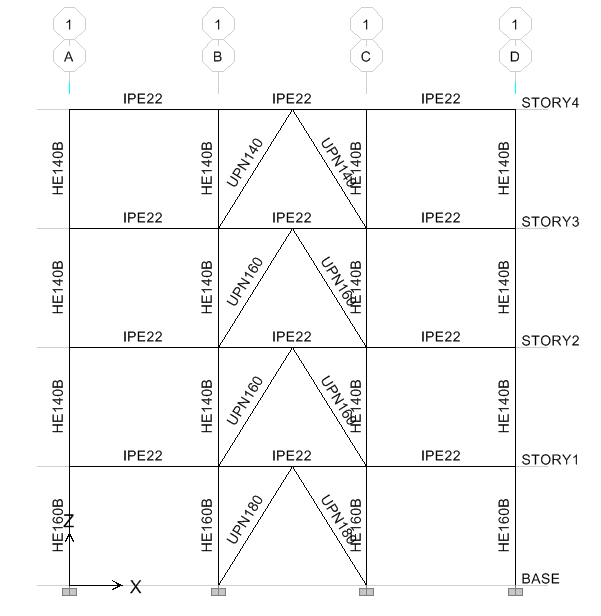 1 1 1 1
A B C D
IPE22 IPE22 IPE22 STORY4
HE140B HE140B UPN140 UPN140 HE140B HE140B
IPE22 IPE22 IPE22 STORY3
HE140B HE140B UPN160 UPN160 HE140B HE140B
IPE22 IPE22 IPE22 STORY2
HE140B HE140B UPN160 UPN160 HE140B HE140B
IPE22 IPE22 IPE22 STORY1
HE160B HE160B UPN180 UPN180 HE160B HE160B
Z
X BASE